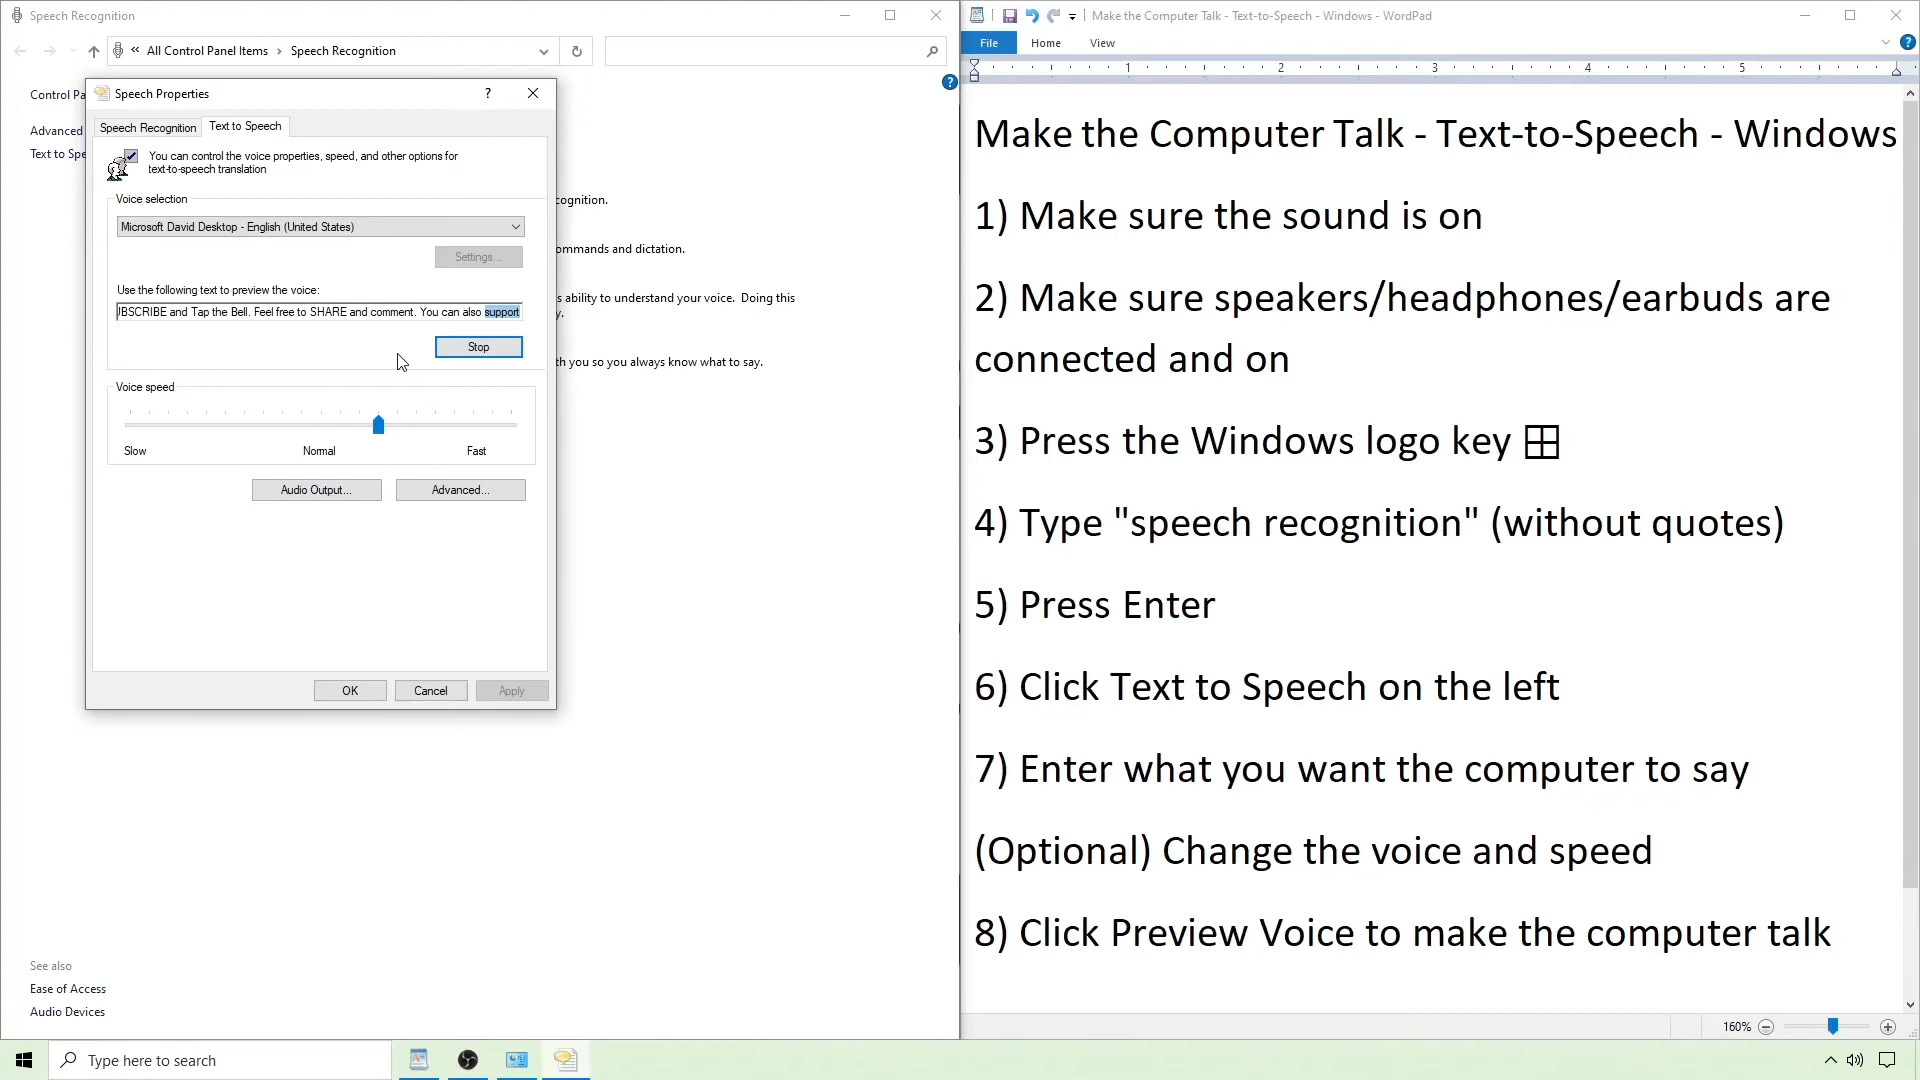 Speech Recognition
« All Control Panel Items > Speech Recognition
Control Pa
Advanced
Text to Spe
cognition.
ommands and dictation.
s ability to understand your voice.  Doing this
y.
th you so you always know what to say.
Speech Properties
?
Speech Recognition
Text to Speech
You can control the voice properties, speed, and other options for
text-to-speech translation
Voice selection
Microsoft David Desktop - English (United States)
Settings...
Use the following text to preview the voice:
JBSCRIBE and Tap the Bell. Feel free to SHARE and comment. You can also support
Stop
Voice speed
Slow
Normal
Fast
Audio Output...
Advanced...
OK
Cancel
Apply
See also
Ease of Access
Audio Devices
Make the Computer Talk - Text-to-Speech - Windows - WordPad
File
Home
View
?
1 2 3 4 5
Make the Computer Talk - Text-to-Speech - Windows
1) Make sure the sound is on
2) Make sure speakers/headphones/earbuds are
connected and on
3) Press the Windows logo key
4) Type "speech recognition" (without quotes)
5) Press Enter
6) Click Text to Speech on the left
7) Enter what you want the computer to say
(Optional) Change the voice and speed
8) Click Preview Voice to make the computer talk
160%
Type here to search